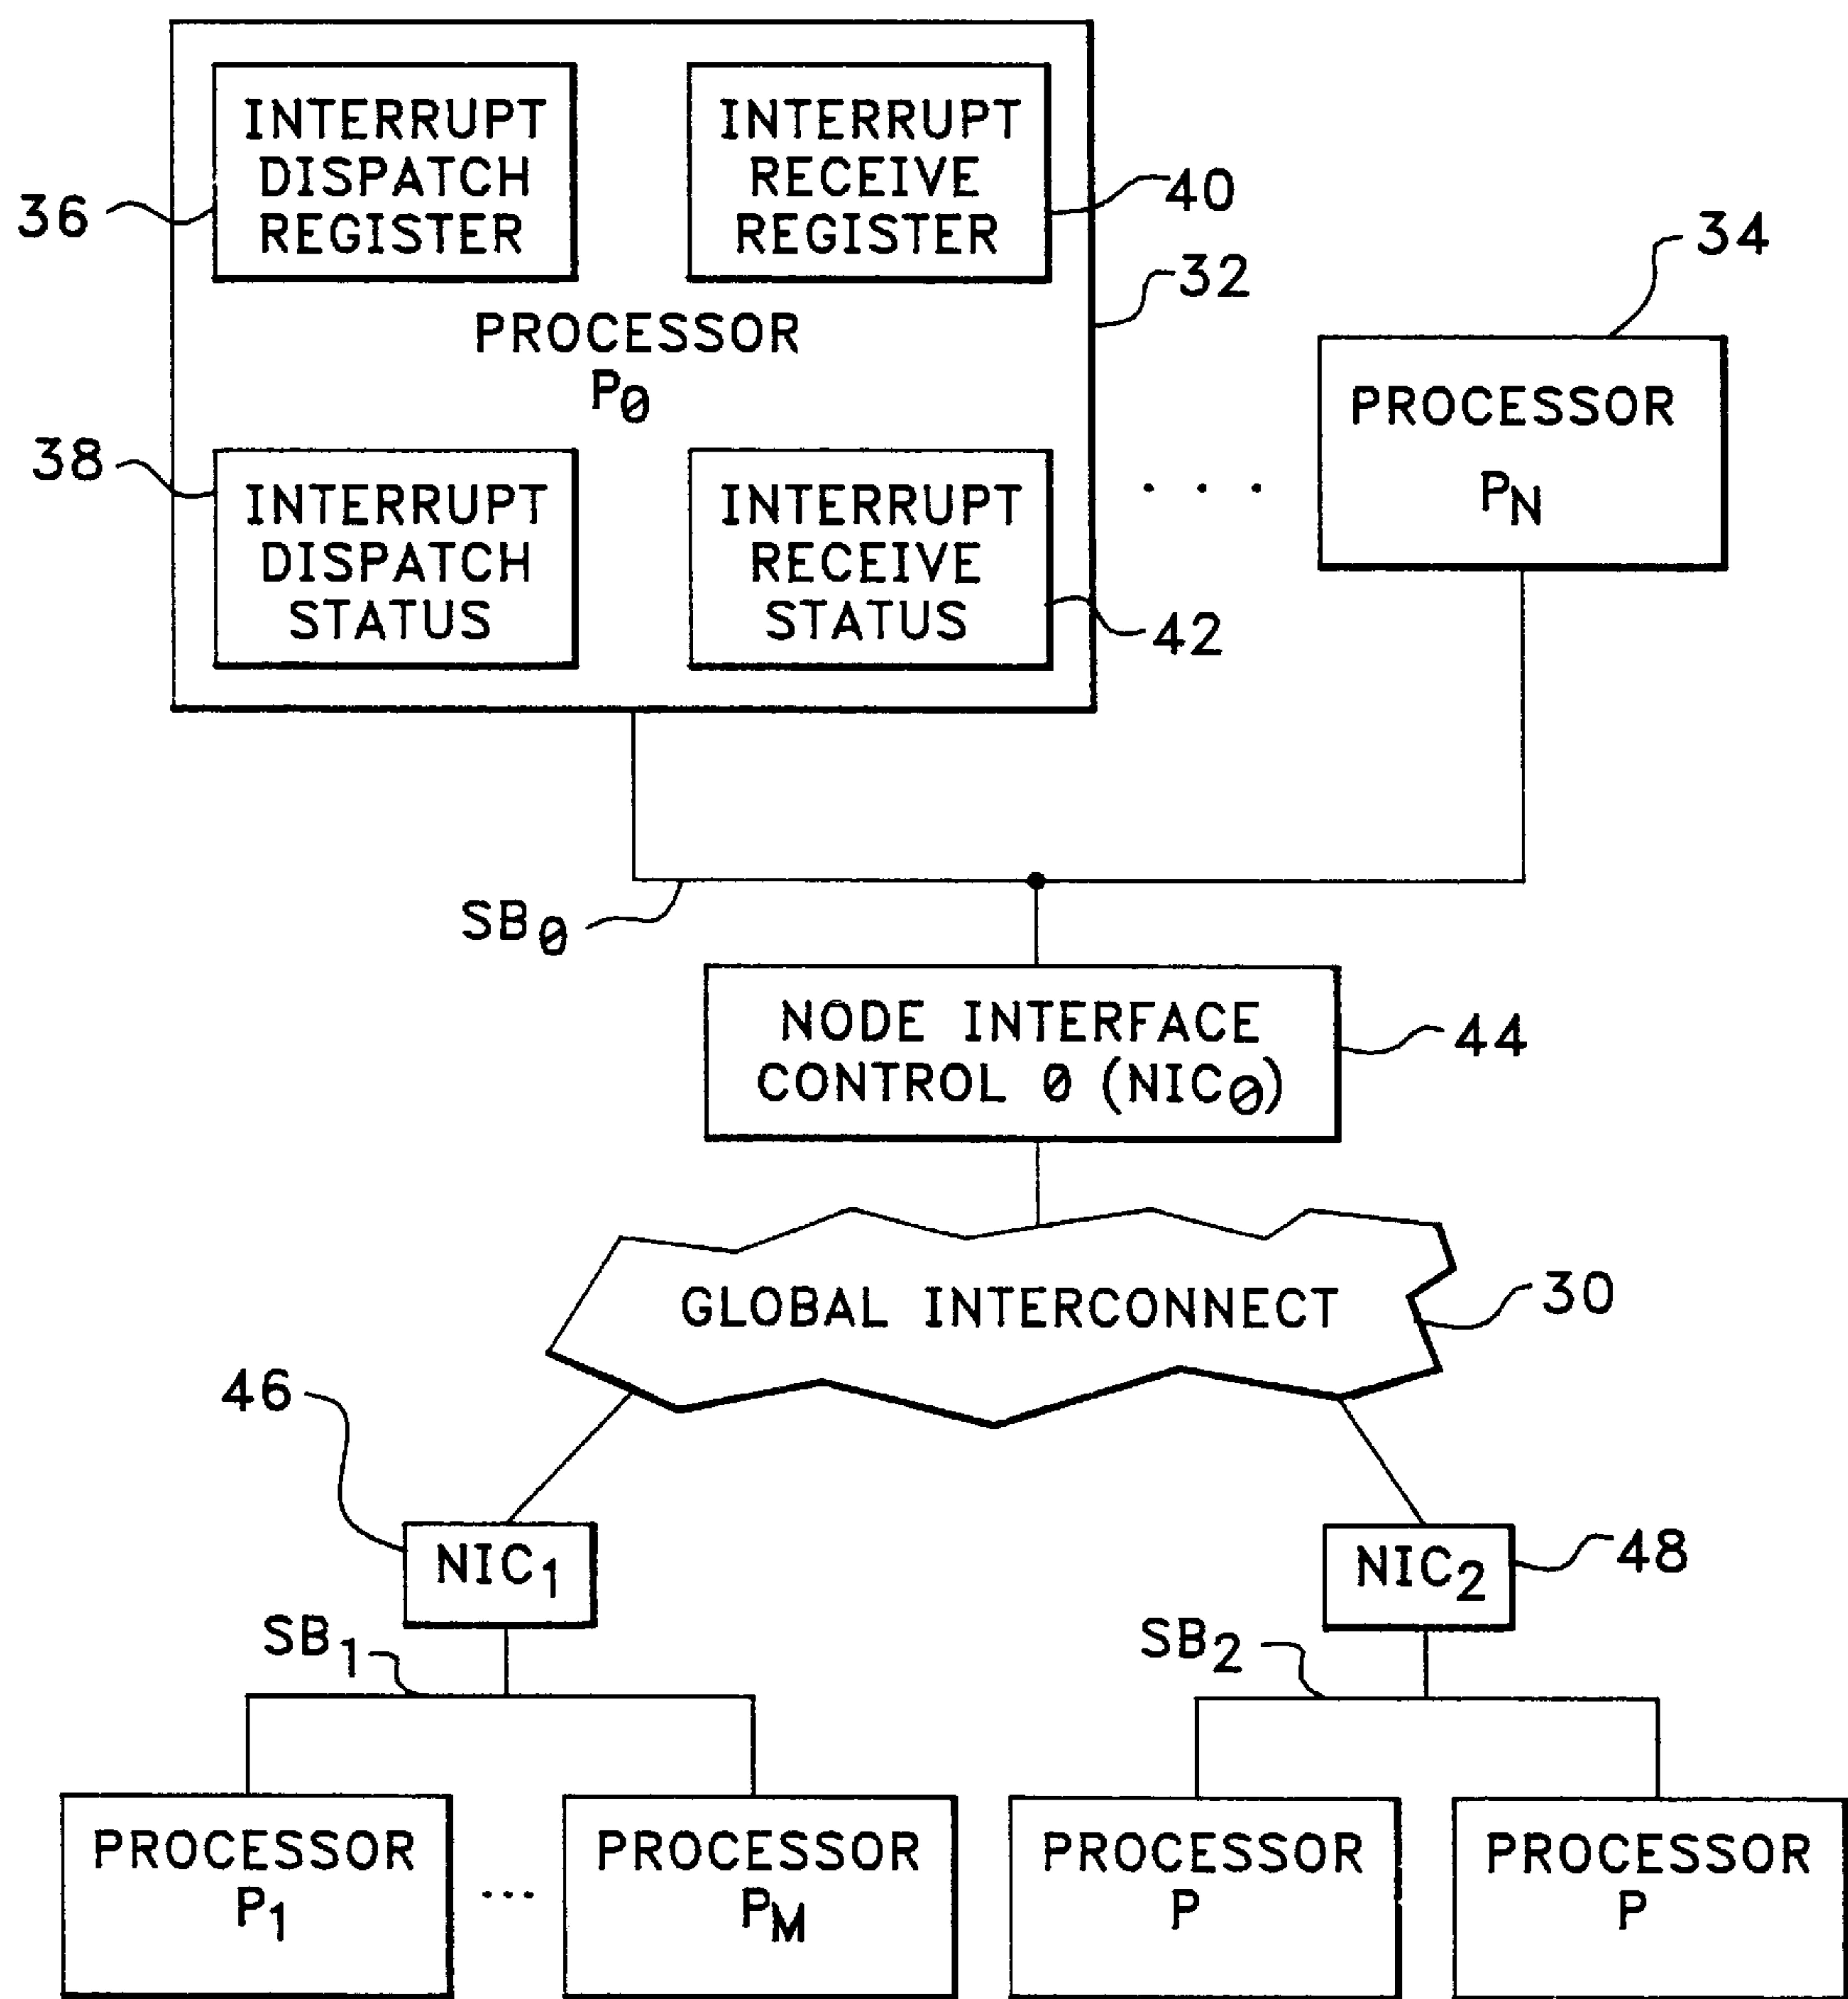 INTERRUPT
DISPATCH
REGISTER
INTERRUPT
RECEIVE
REGISTER
36
40
32
34
PROCESSOR
P0
PROCESSOR
PN
38
INTERRUPT
DISPATCH
STATUS
INTERRUPT
RECEIVE
STATUS
. . .
42
SB0
NODE INTERFACE
CONTROL 0 (NIC0)
44
GLOBAL INTERCONNECT
30
46
NIC1
NIC2
48
SB1
SB2
PROCESSOR
P1
...
PROCESSOR
PM
PROCESSOR
P
PROCESSOR
P